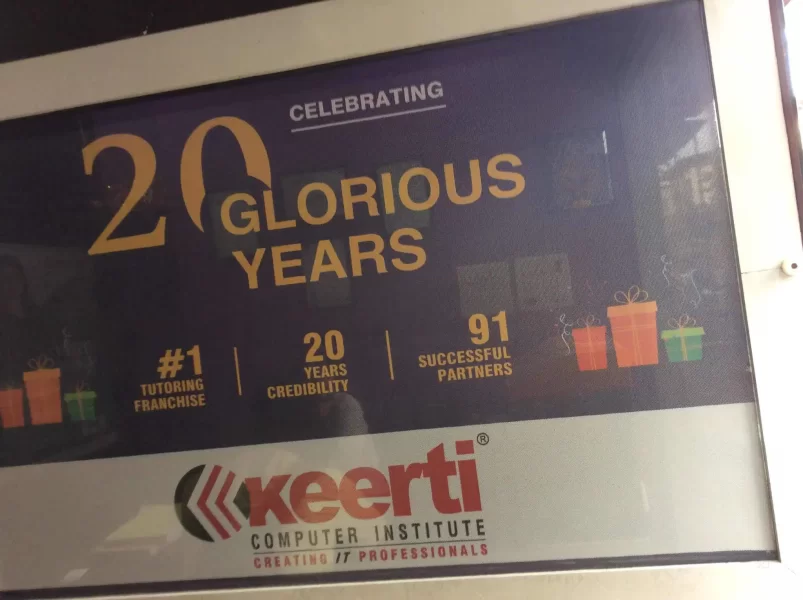 CELEBRATING
20
GLORIOUS
YEARS
#1
TUTORING
FRANCHISE
20
YEARS
CREDIBILITY
91
SUCCESSFUL
PARTNERS
Keerti®
COMPUTER INSTITUTE
CREATING IT PROFESSIONALS